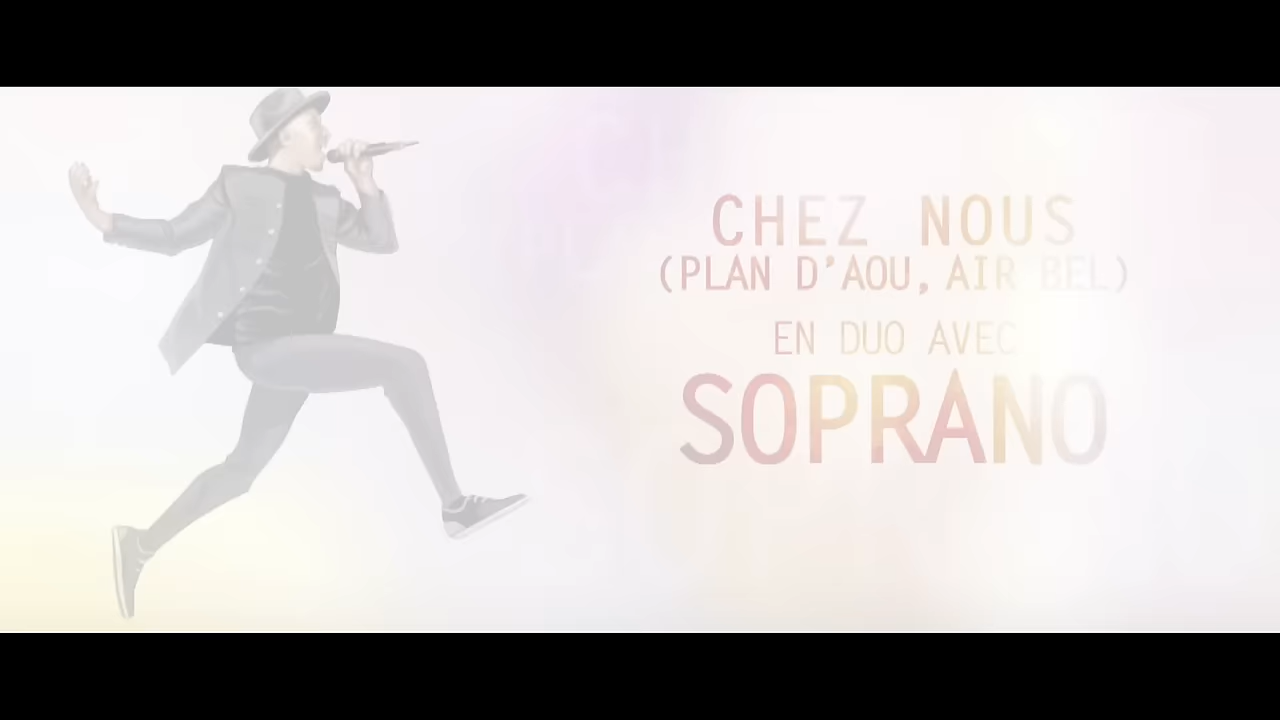 CHEZ NOUS
(PLAN D'AOU, AIR BEL)
EN DUO AVEC
SOPRANO